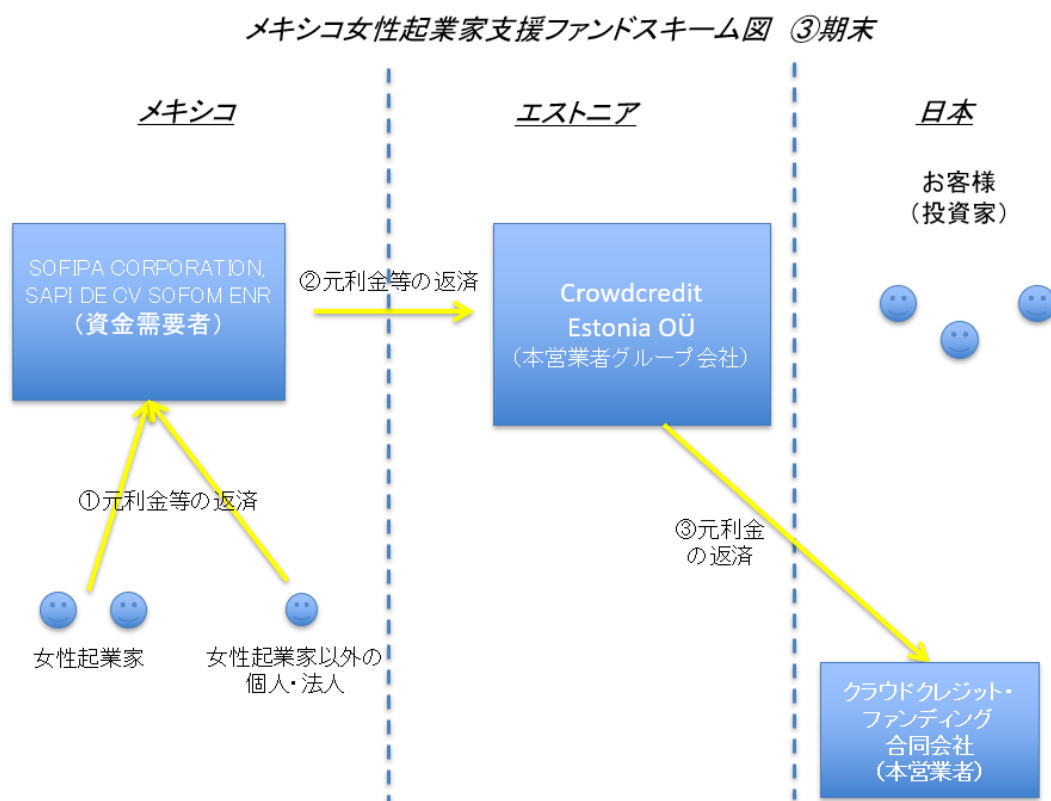 メキシコ女性起業家支援ファンドスキーム図 ③期末
メキシコ
エストニア
日本
お客様
（投資家）
SOFIPA CORPORATION,
SAPI DE CV SOFOM ENR
（資金需要者）
②元利金等の返済
Crowdcredit
Estonia OÜ
（本営業者グループ会社）
①元利金等の返済
③元利金
の返済
女性起業家
女性起業家以外の
個人・法人
クラウドクレジット・
ファンディング
合同会社
（本営業者）